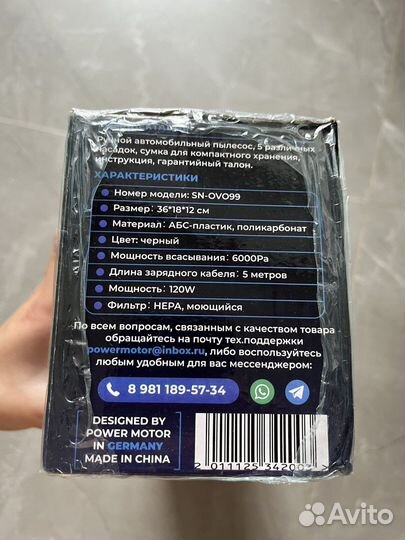 Ручной автомобильный пылесос, 5 различных
насадок, сумка для компактного хранения,
инструкция, гарантийный талон.
ХАРАКТЕРИСТИКИ
Номер модели: SN-OVO99
Размер: 36*18*12 см
Материал: АБС-пластик, поликарбонат
Цвет: черный
Мощность всасывания: 6000Pa
Длина зарядного кабеля: 5 метров
Мощность: 120W
Фильтр: HEPA, моющийся
По всем вопросам, связанным с качеством товара
обращайтесь на почту тех.поддержки
powermotor@inbox.ru, либо воспользуйтесь
любым удобным для вас мессенджером:
8 981 189-57-34
DESIGNED BY
POWER MOTOR
IN GERMANY
MADE IN CHINA
2 011125 34200
Avito